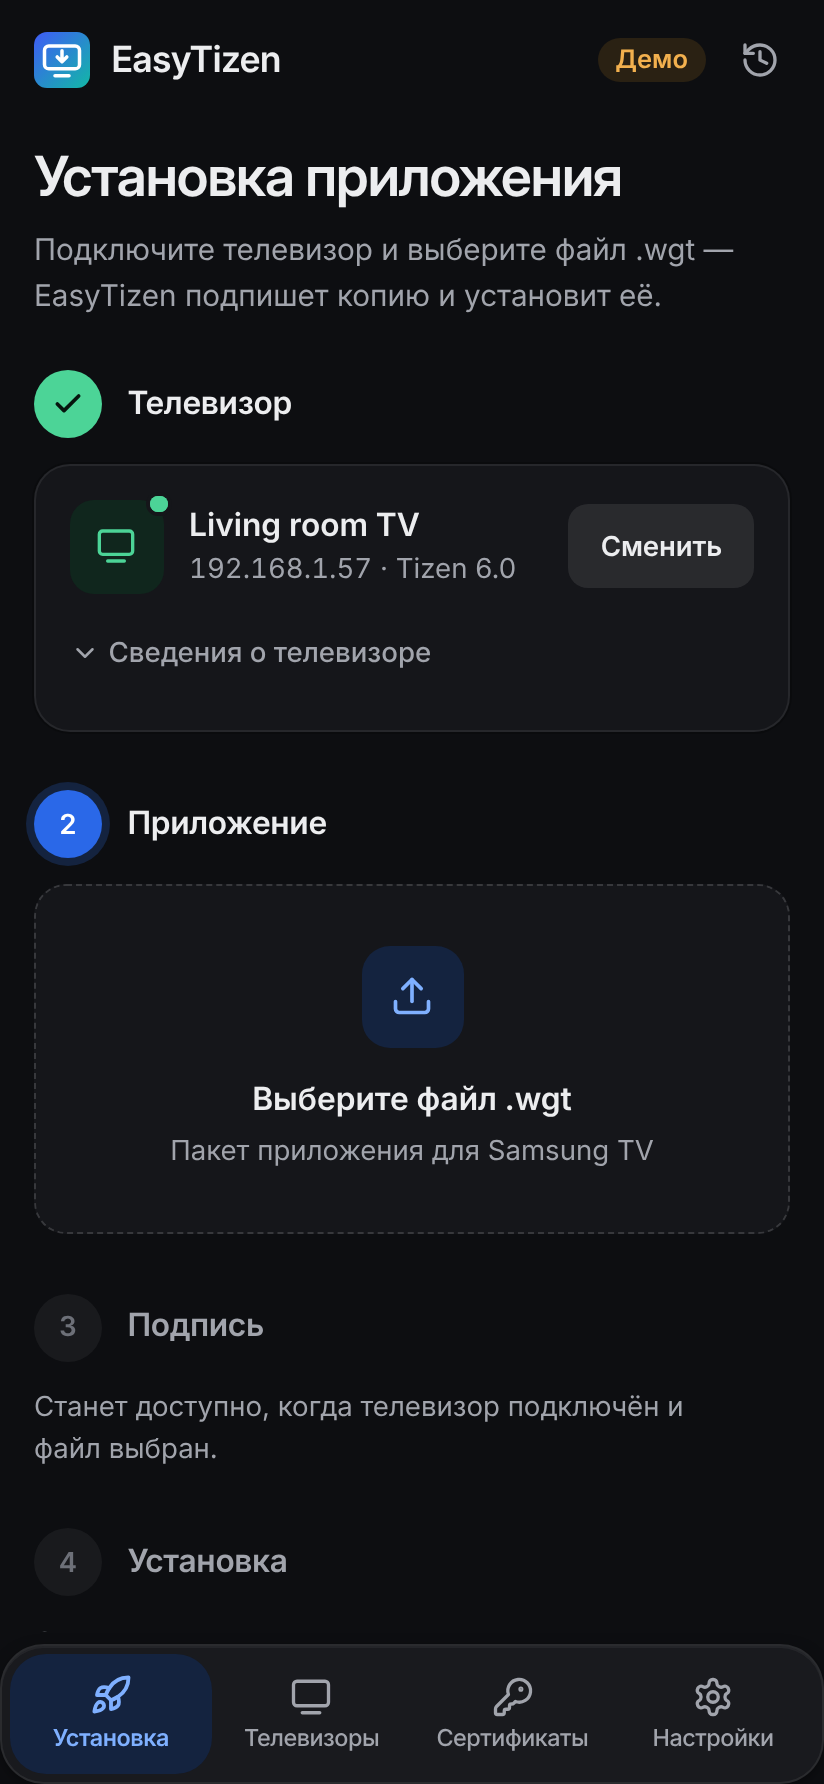 EasyTizen
Демо
Установка приложения
Подключите телевизор и выберите файл .wgt —
EasyTizen подпишет копию и установит её.
Телевизор
Living room TV
192.168.1.57 · Tizen 6.0
Сменить
Сведения о телевизоре
2
Приложение
Выберите файл .wgt
Пакет приложения для Samsung TV
3
Подпись
Станет доступно, когда телевизор подключён и
файл выбран.
4
Установка
Установка
Телевизоры
Сертификаты
Настройки